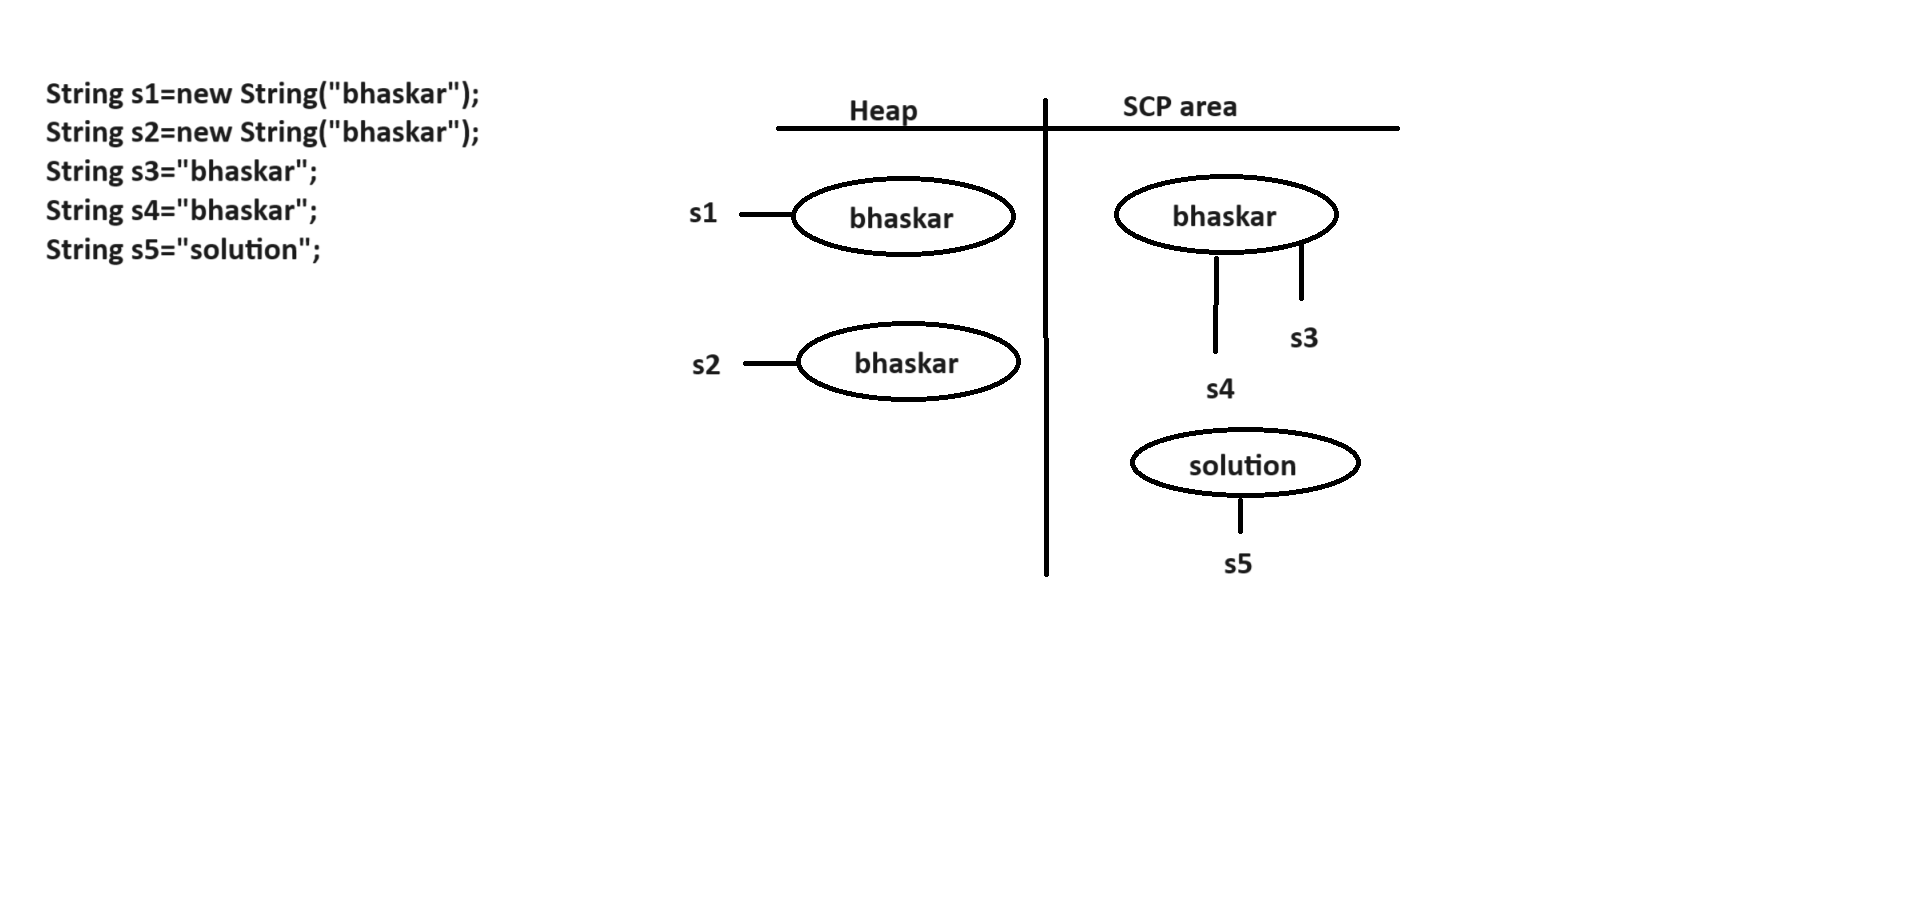 String s1=new String("bhaskar");
String s2=new String("bhaskar");
String s3="bhaskar";
String s4="bhaskar";
String s5="solution";
Heap
SCP area
s1
bhaskar
bhaskar
s3
s2
bhaskar
s4
solution
s5